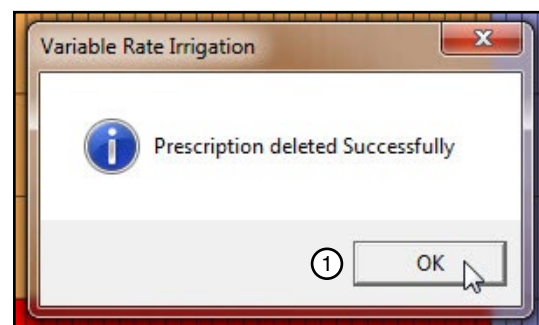 Variable Rate Irrigation
Prescription deleted Successfully
1 OK